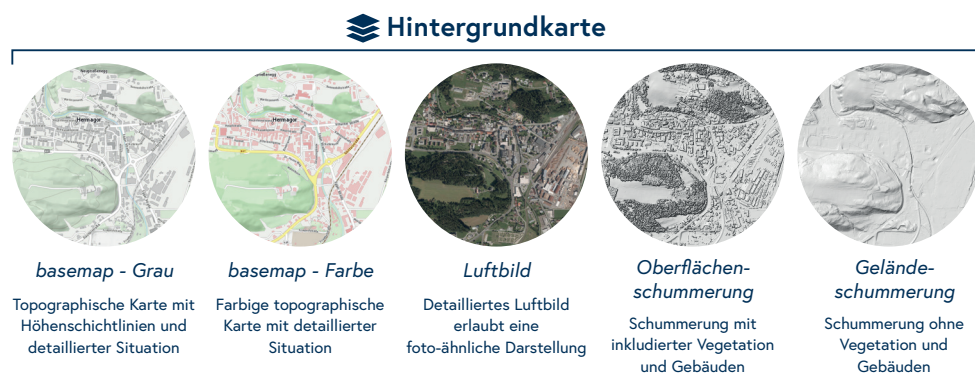 Hintergrundkarte
Hermagor
Hermagor
basemap - Grau
Topographische Karte mit
Höhenschichtlinien und
detaillierter Situation
basemap - Farbe
Farbige topographische
Karte mit detaillierter
Situation
Luftbild
Detailliertes Luftbild
erlaubt eine
foto-ähnliche Darstellung
Oberflächen-
schummerung
Schummerung mit
inkludierter Vegetation
und Gebäuden
Gelände-
schummerung
Schummerung ohne
Vegetation und
Gebäuden